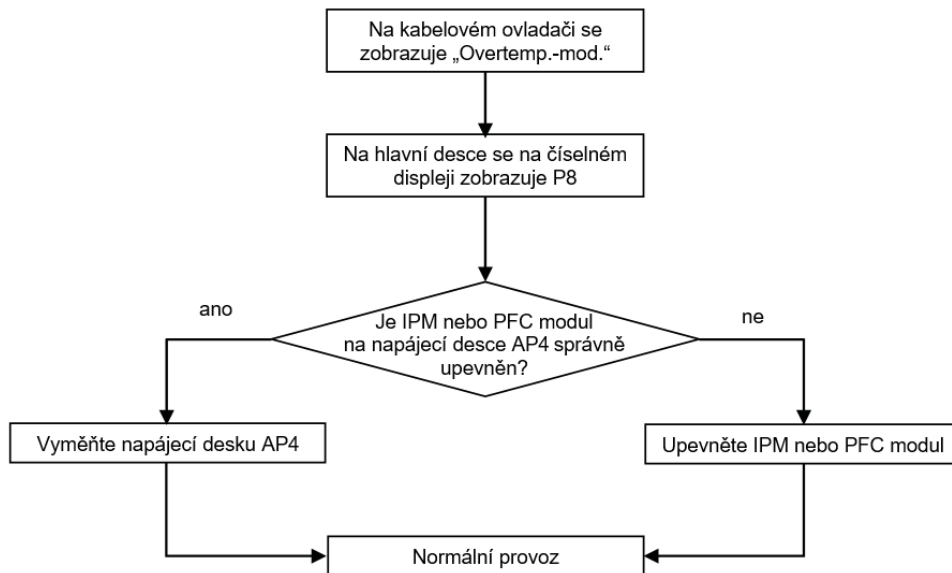 Na kabelovém ovladači se
zobrazuje „Overtemp.-mod.“
Na hlavní desce se na číselném
displeji zobrazuje P8
ano
ne
Je IPM nebo PFC modul
na napájecí desce AP4 správně
upevněn?
Vyměňte napájecí desku AP4
Upevněte IPM nebo PFC modul
Normální provoz